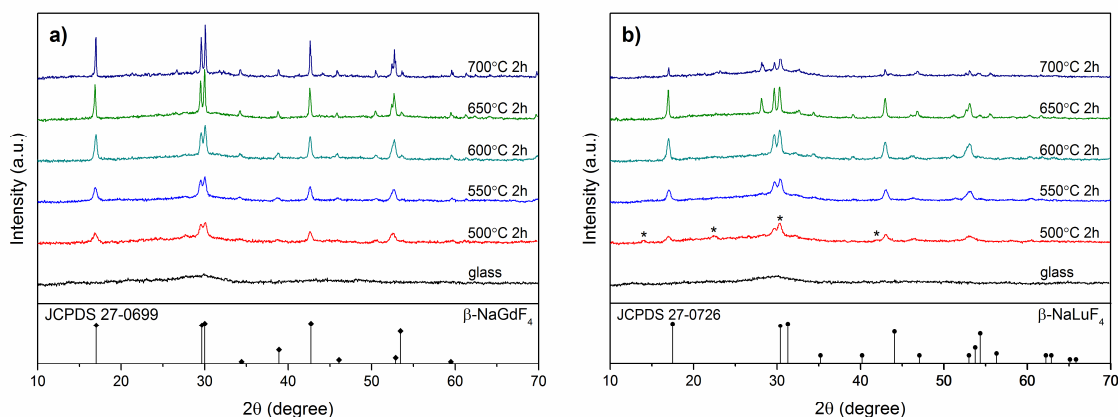 a)
700°C 2h
650°C 2h
600°C 2h
550°C 2h
500°C 2h
glass
JCPDS 27-0699 β-NaGdF₄
10 20 30 40 50 60 70
2θ (degree)
Intensity (a.u.)
b)
700°C 2h
650°C 2h
600°C 2h
550°C 2h
500°C 2h
* * * *
glass
JCPDS 27-0726 β-NaLuF₄
10 20 30 40 50 60 70
2θ (degree)
Intensity (a.u.)